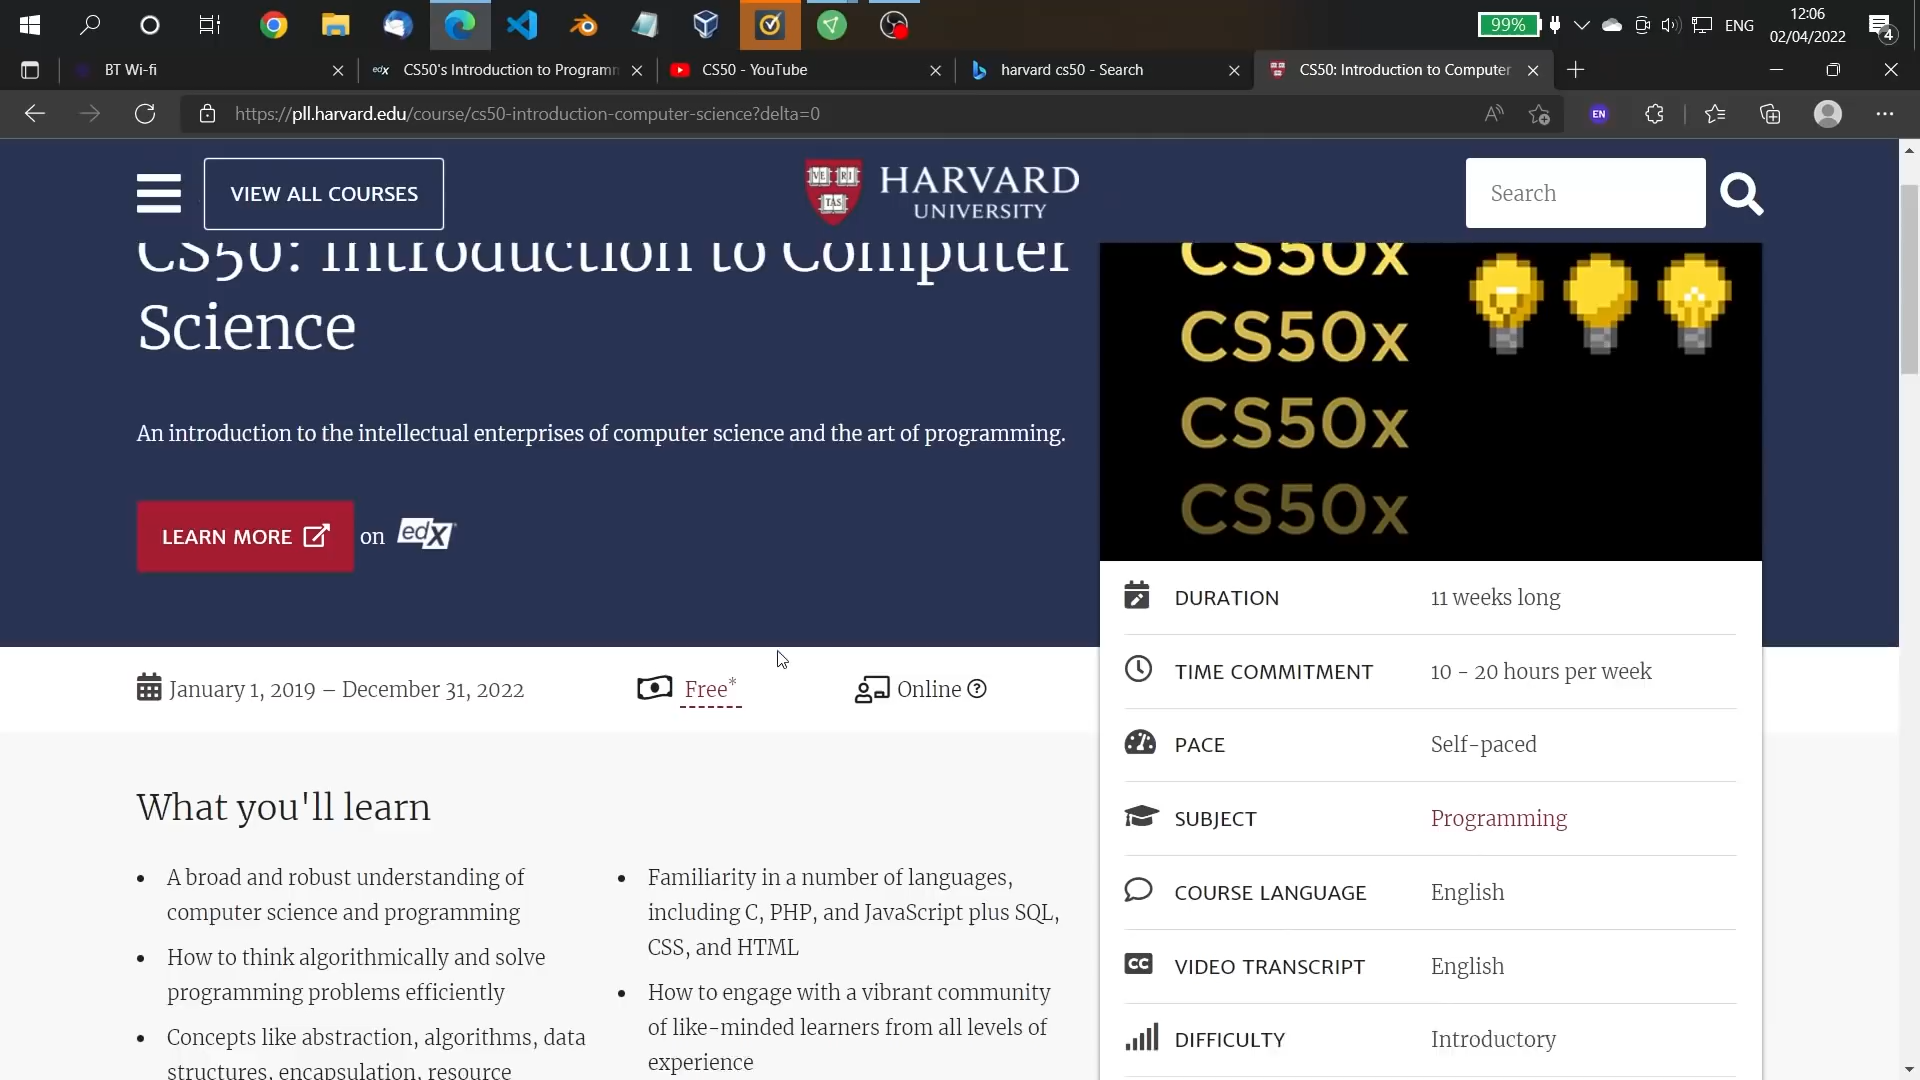 99%
ENG
12:06
02/04/2022
4
BT Wi-fi
edX
CS50's Introduction to Programm
CS50 - YouTube
harvard cs50 - Search
CS50: Introduction to Computer
https://pll.harvard.edu/course/cs50-introduction-computer-science?delta=0
EN
VIEW ALL COURSES
VE RI
TAS
HARVARD
UNIVERSITY
Search
CS50: Introduction to Computer
Science
An introduction to the intellectual enterprises of computer science and the art of programming.
LEARN MORE on edX
CS50x
CS50x
CS50x
CS50x
DURATION 11 weeks long
TIME COMMITMENT 10 - 20 hours per week
PACE Self-paced
SUBJECT Programming
COURSE LANGUAGE English
CC VIDEO TRANSCRIPT English
DIFFICULTY Introductory
January 1, 2019 – December 31, 2022
Free*
Online ?
What you'll learn
A broad and robust understanding of
computer science and programming
How to think algorithmically and solve
programming problems efficiently
Concepts like abstraction, algorithms, data
structures, encapsulation, resource
Familiarity in a number of languages,
including C, PHP, and JavaScript plus SQL,
CSS, and HTML
How to engage with a vibrant community
of like-minded learners from all levels of
experience